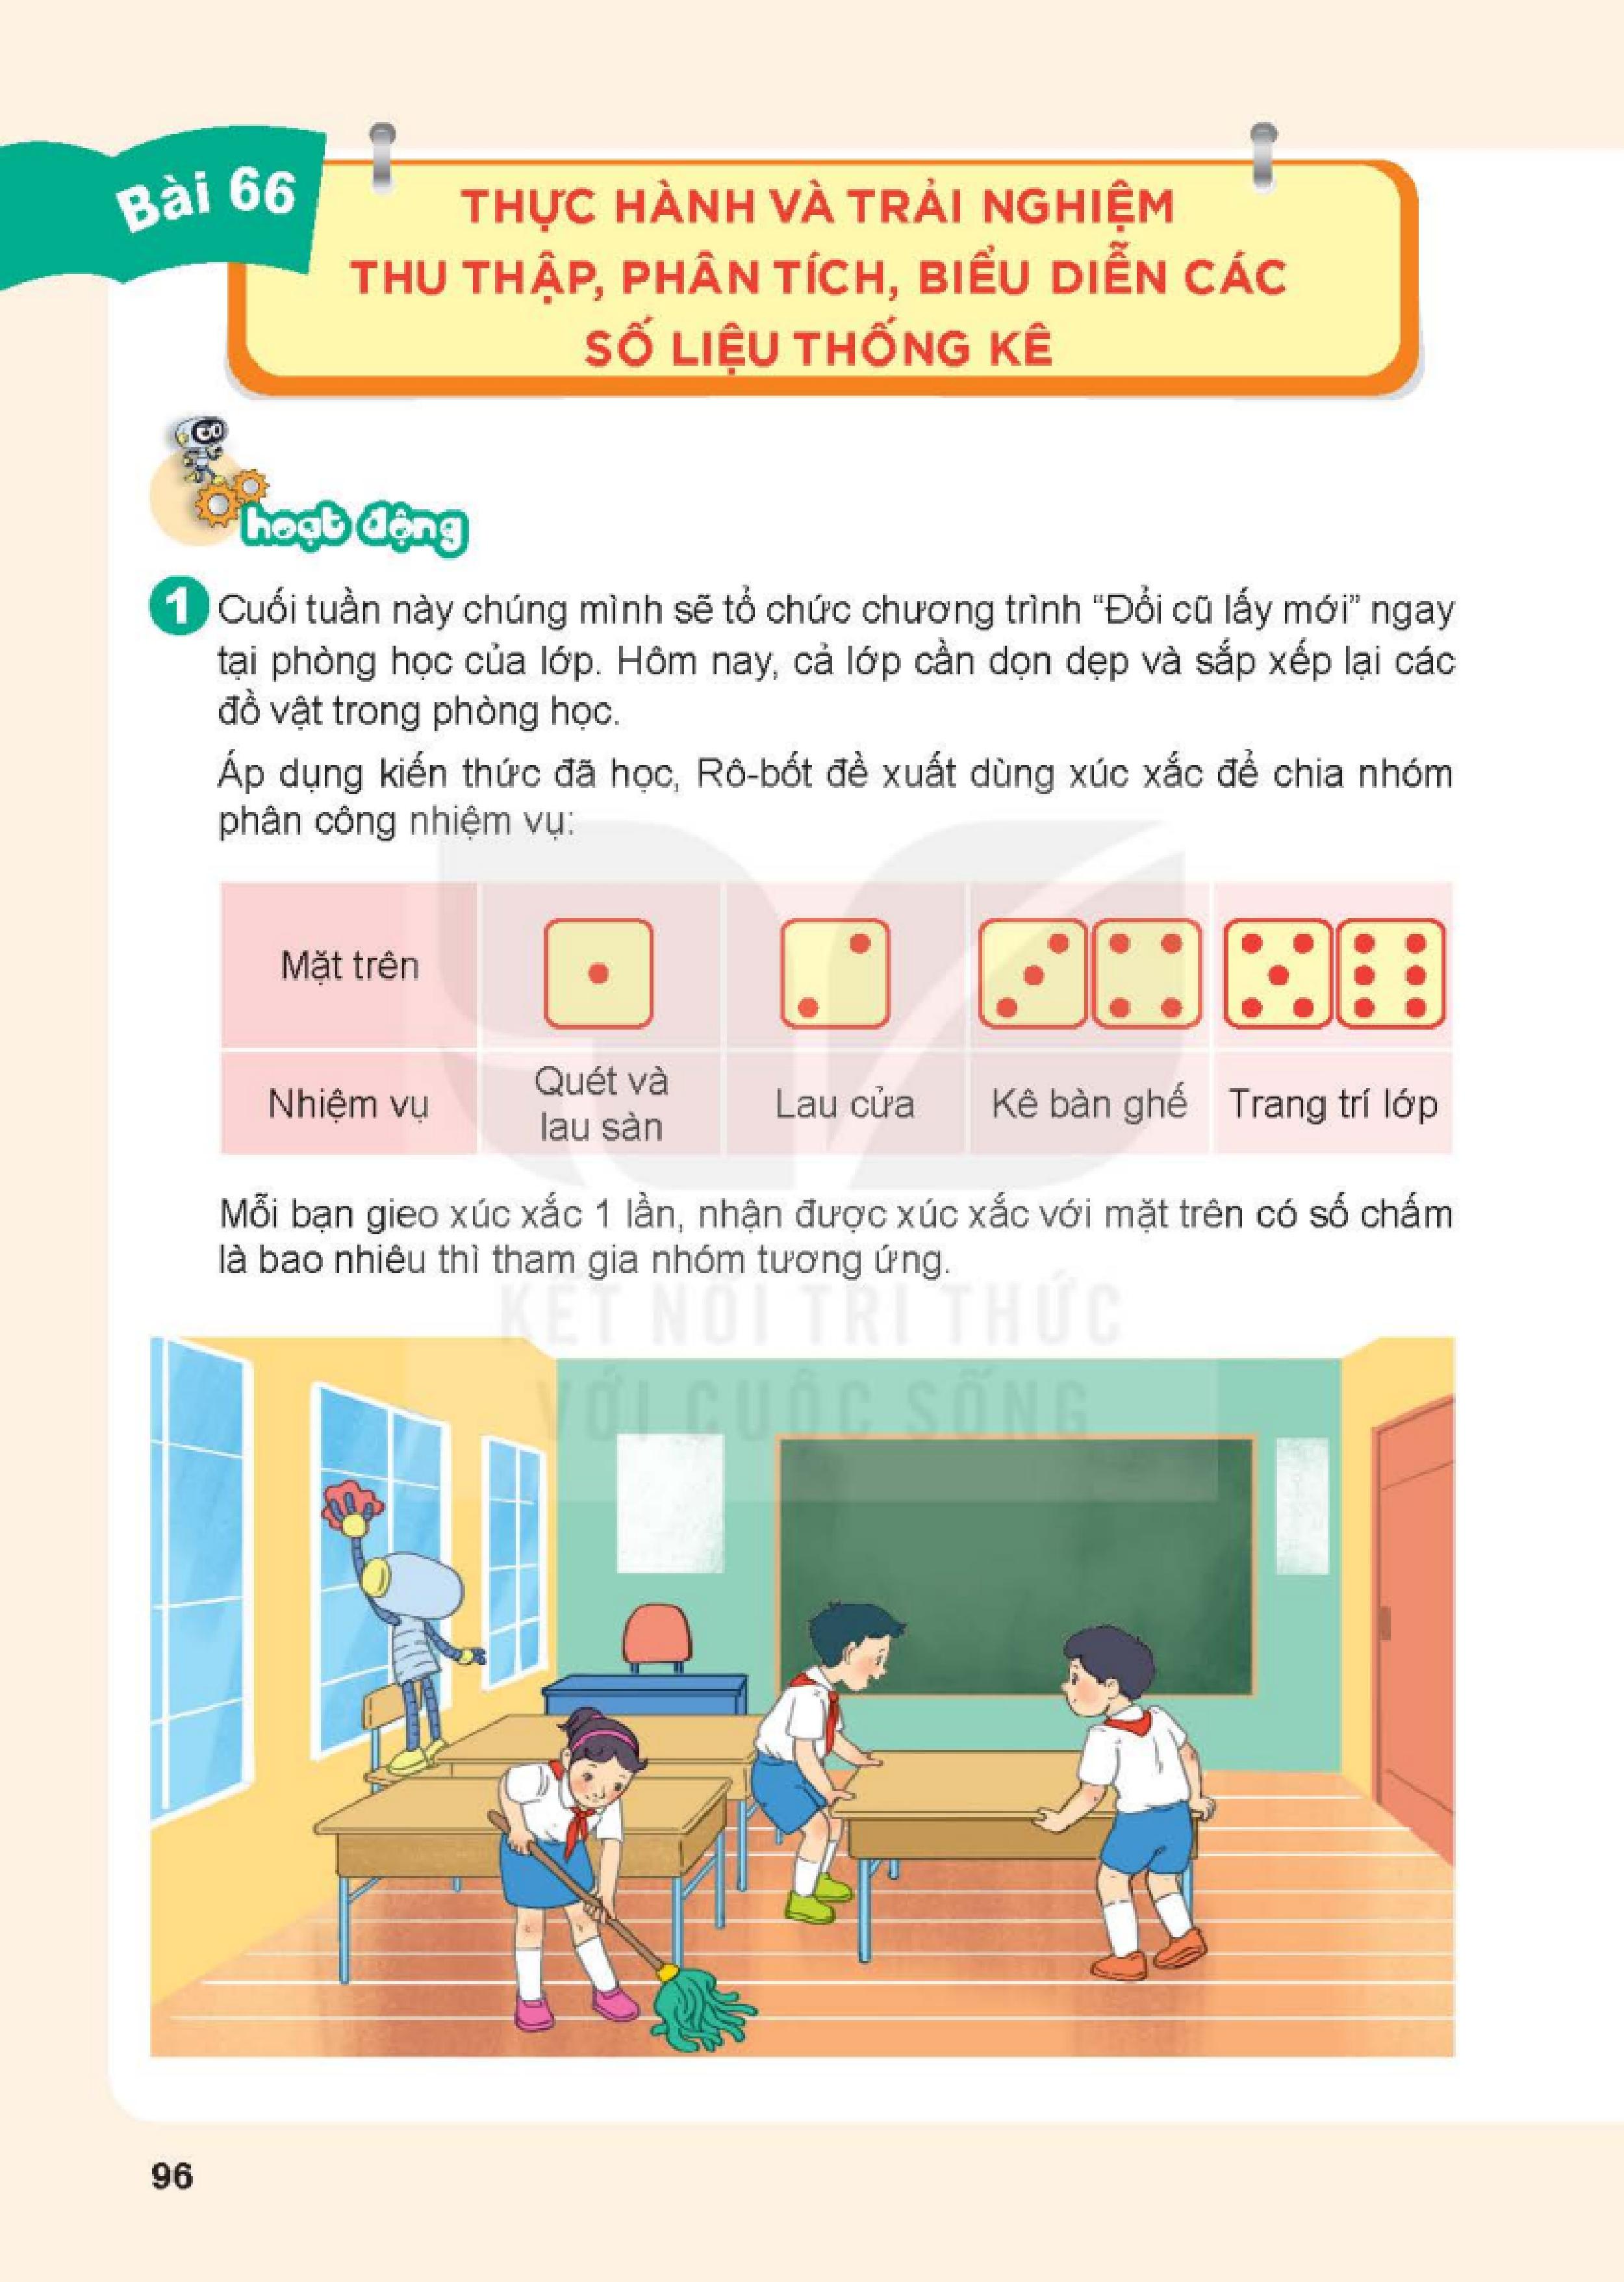 Bài 66
THỰC HÀNH VÀ TRẢI NGHIỆM
THU THẬP, PHÂN TÍCH, BIỂU DIỄN CÁC
SỐ LIỆU THỐNG KÊ
hoạt động
1 Cuối tuần này chúng mình sẽ tổ chức chương trình “Đổi cũ lấy mới” ngay
tại phòng học của lớp. Hôm nay, cả lớp cần dọn dẹp và sắp xếp lại các
đồ vật trong phòng học.
Áp dụng kiến thức đã học, Rô-bốt đề xuất dùng xúc xắc để chia nhóm
phân công nhiệm vụ:
Mặt trên
Nhiệm vụ
Quét và
lau sàn
Lau cửa
Kê bàn ghế
Trang trí lớp
Mỗi bạn gieo xúc xắc 1 lần, nhận được xúc xắc với mặt trên có số chấm
là bao nhiêu thì tham gia nhóm tương ứng.
KẾT NỐI TRI THỨC
VỚI CUỘC SỐNG
96